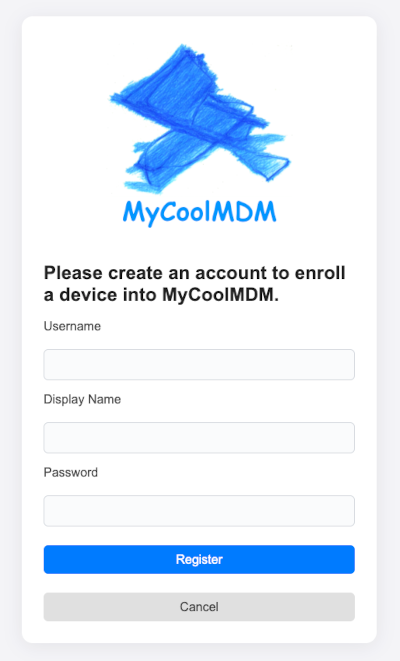 MyCoolMDM
Please create an account to enroll
a device into MyCoolMDM.
Username
Display Name
Password
Register
Cancel